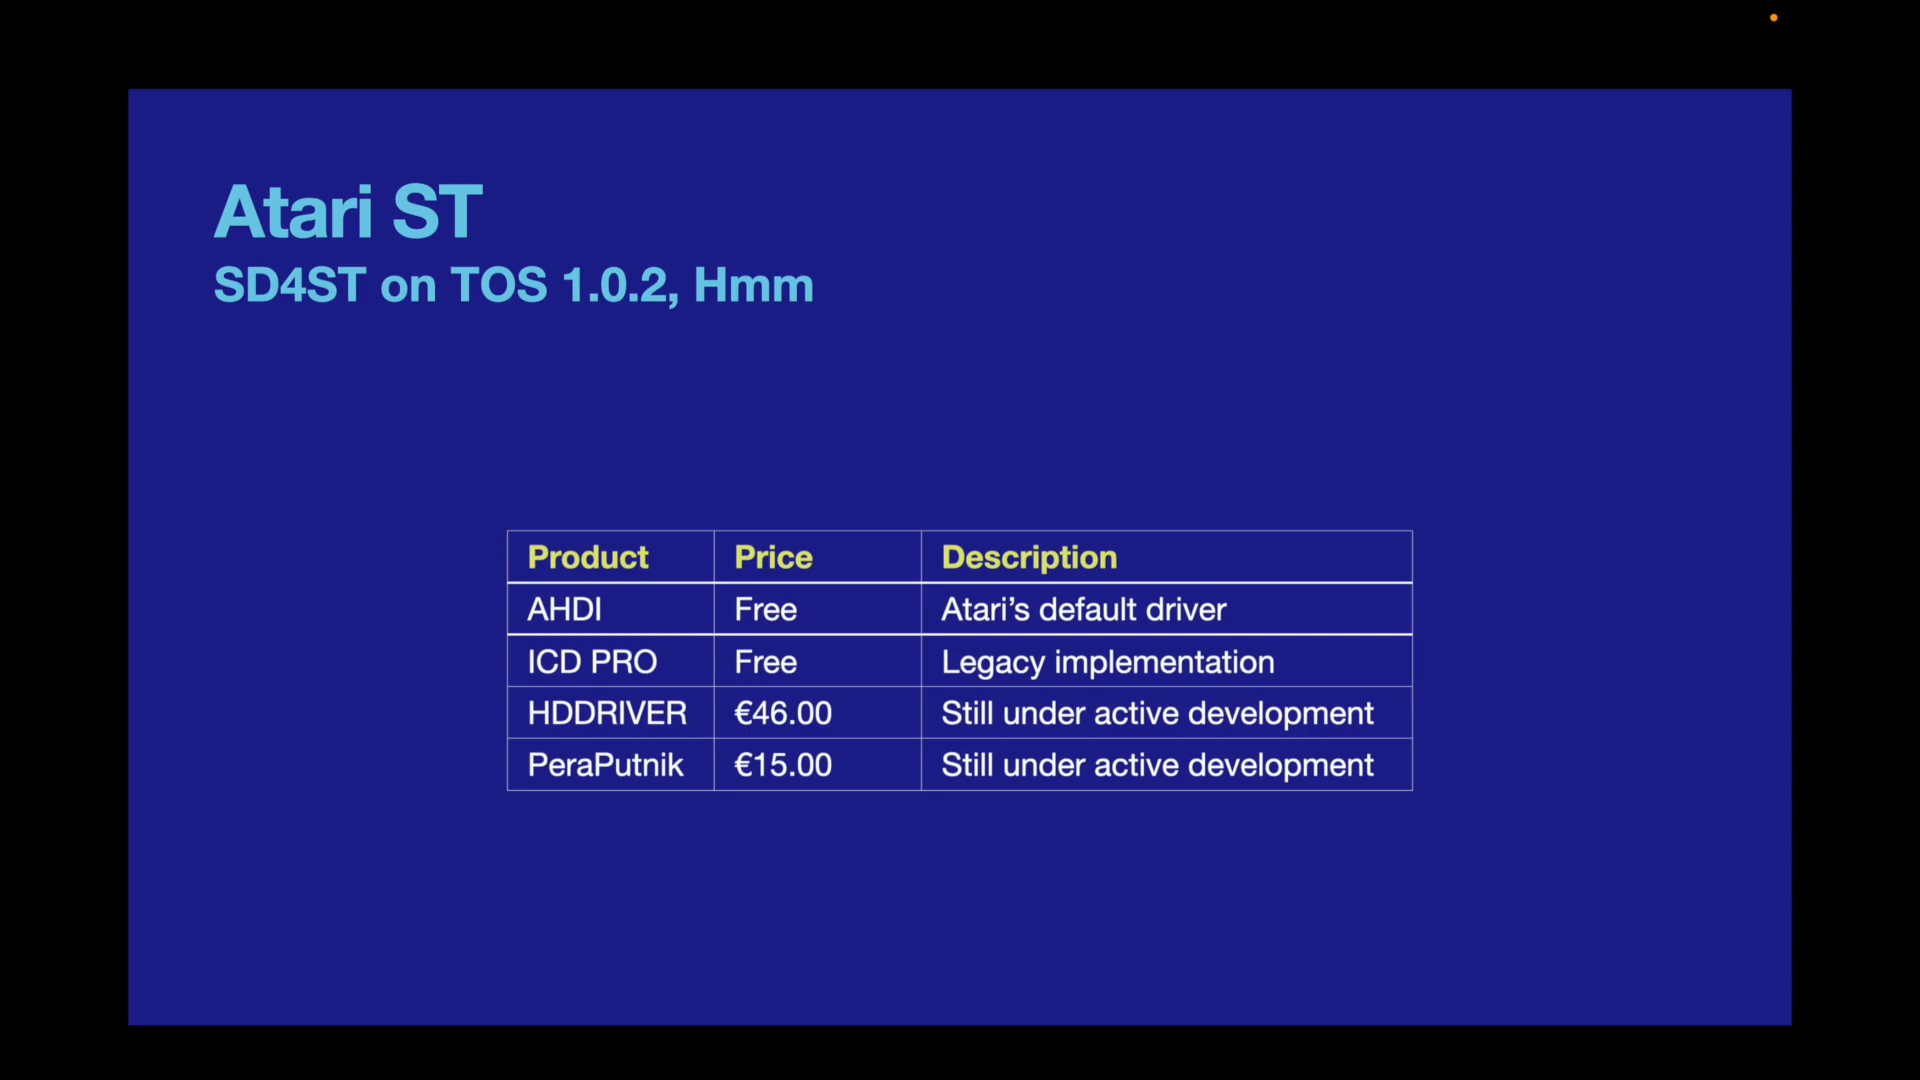 Atari ST
SD4ST on TOS 1.0.2, Hmm
Product Price Description
AHDI Free Atari’s default driver
ICD PRO Free Legacy implementation
HDDRIVER €46.00 Still under active development
PeraPutnik €15.00 Still under active development